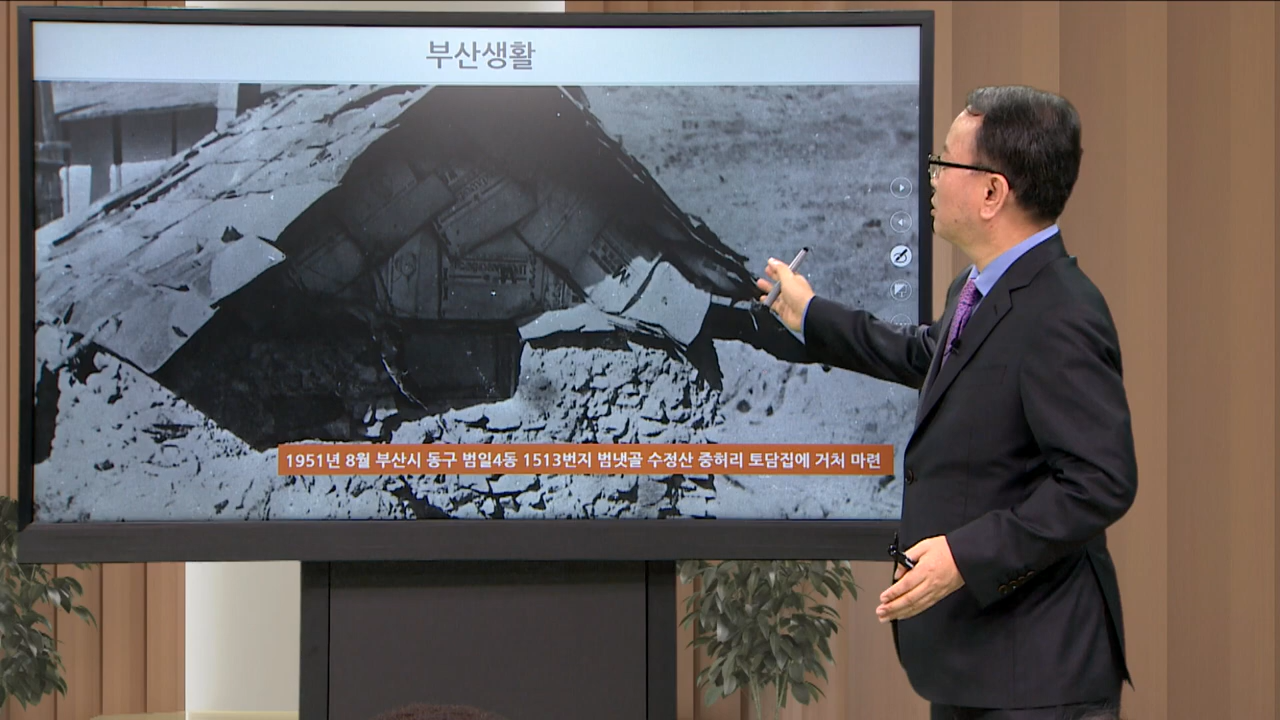 부산생활
1951년 8월 부산시 동구 범일4동 1513번지 범냇골 수정산 중허리 토담집에 거처 마련